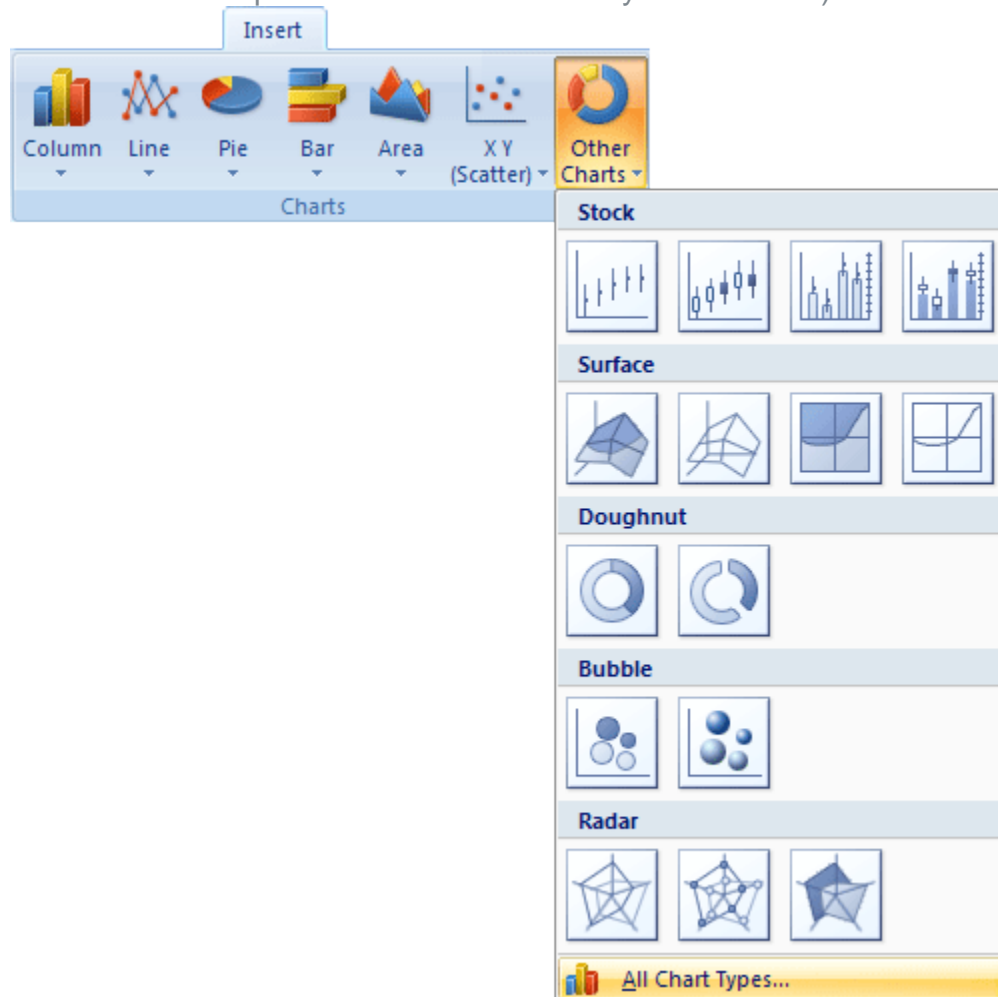 Insert
Column Line Pie Bar Area X Y (Scatter) Other Charts
Charts
Stock
Surface
Doughnut
Bubble
Radar
All Chart Types...